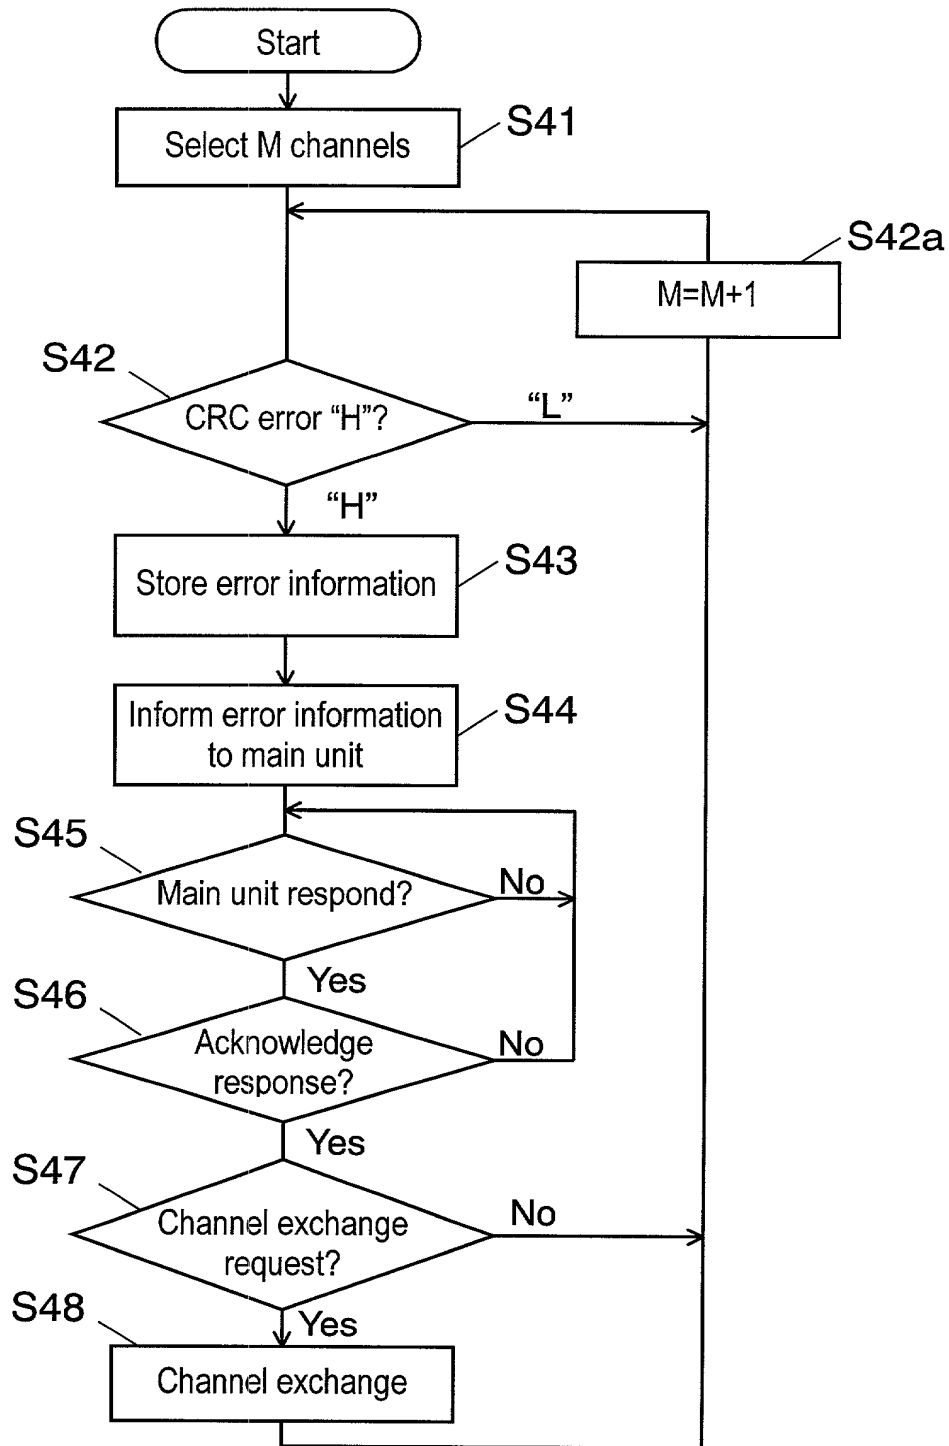 Start
Select M channels
S41
S42a
M=M+1
S42
CRC error “H”?
“L”
“H”
Store error information
S43
Inform error information
to main unit
S44
S45
Main unit respond?
No
Yes
S46
Acknowledge
response?
No
Yes
S47
Channel exchange
request?
No
S48
Yes
Channel exchange